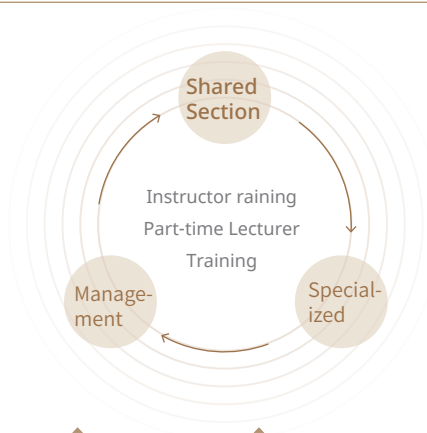 Shared
Section
Instructor raining
Part-time Lecturer
Training
Manage-
ment
Special-
ized